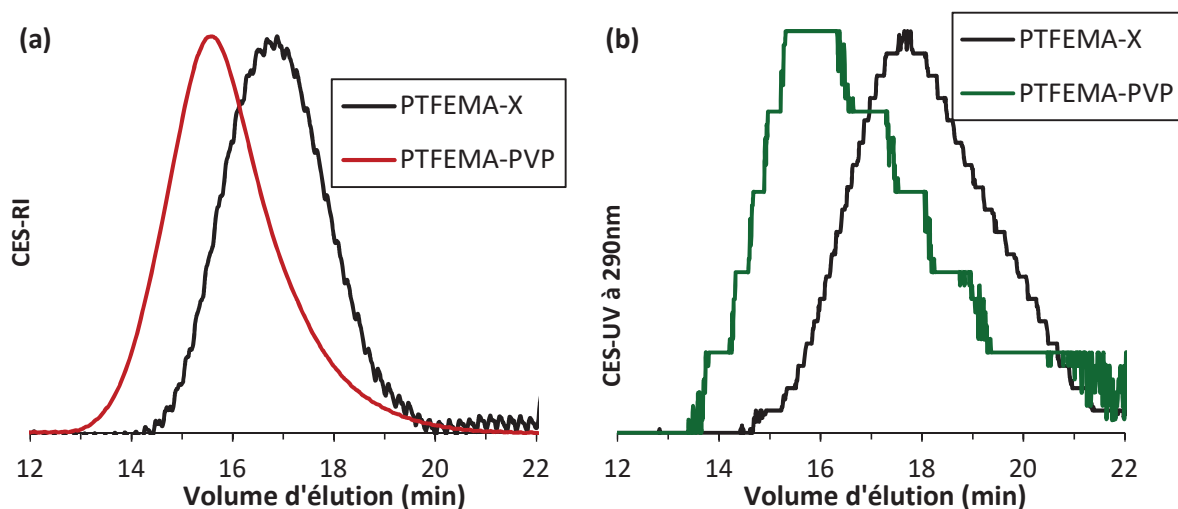 (a)
PTFEMA-X
PTFEMA-PVP
CES-RI
12 14 16 18 20 22
Volume d'élution (min)
(b)
PTFEMA-X
PTFEMA-PVP
CES-UV à 290nm
12 14 16 18 20 22
Volume d'élution (min)